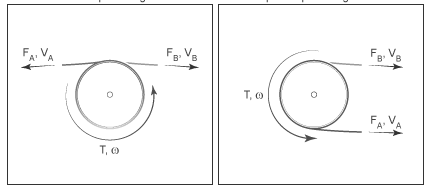 F_A, V_A
F_B, V_B
T, ω
F_B, V_B
T, ω
F_A, V_A